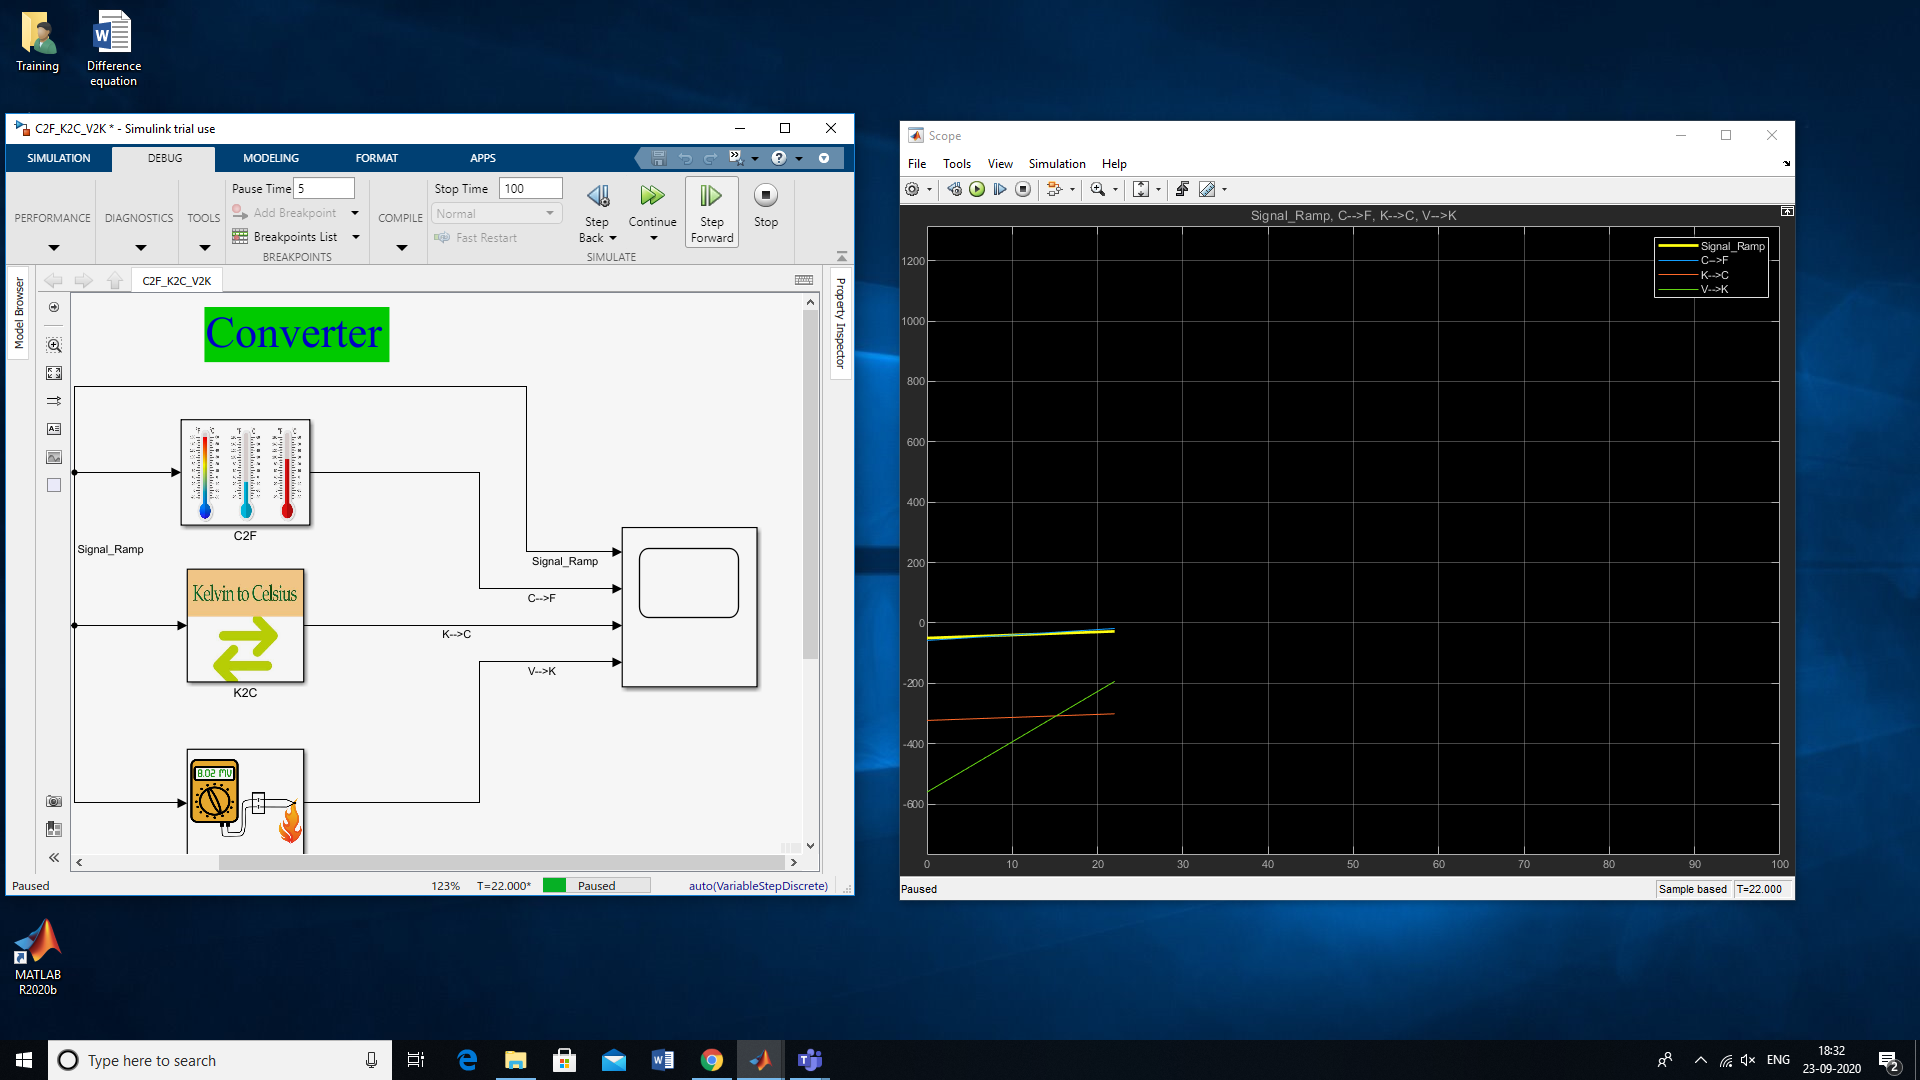 Training
Difference
equation
C2F_K2C_V2K * - Simulink trial use
SIMULATION
DEBUG
MODELING
FORMAT
APPS
PERFORMANCE
DIAGNOSTICS
TOOLS
Pause Time 5
Add Breakpoint
Breakpoints List
BREAKPOINTS
COMPILE
Stop Time 100
Normal
Fast Restart
Step
Back
Continue
Step
Forward
Stop
SIMULATE
Model Browser
C2F_K2C_V2K
Property Inspector
Converter
°F °C
°F C
°F C
C2F
Signal_Ramp
Kelvin to Celsius
K2C
8.02 MV
Signal_Ramp
C-->F
K-->C
V-->K
Paused
123%
T=22.000*
Paused
auto(VariableStepDiscrete)
Scope
File
Tools
View
Simulation
Help
Signal_Ramp, C-->F, K-->C, V-->K
Signal_Ramp
C-->F
K-->C
V-->K
1200
1000
800
600
400
200
0
-200
-400
-600
0
10
20
30
40
50
60
70
80
90
100
Paused
Sample based
T=22.000
MATLAB
R2020b
Type here to search
ENG
18:32
23-09-2020
2